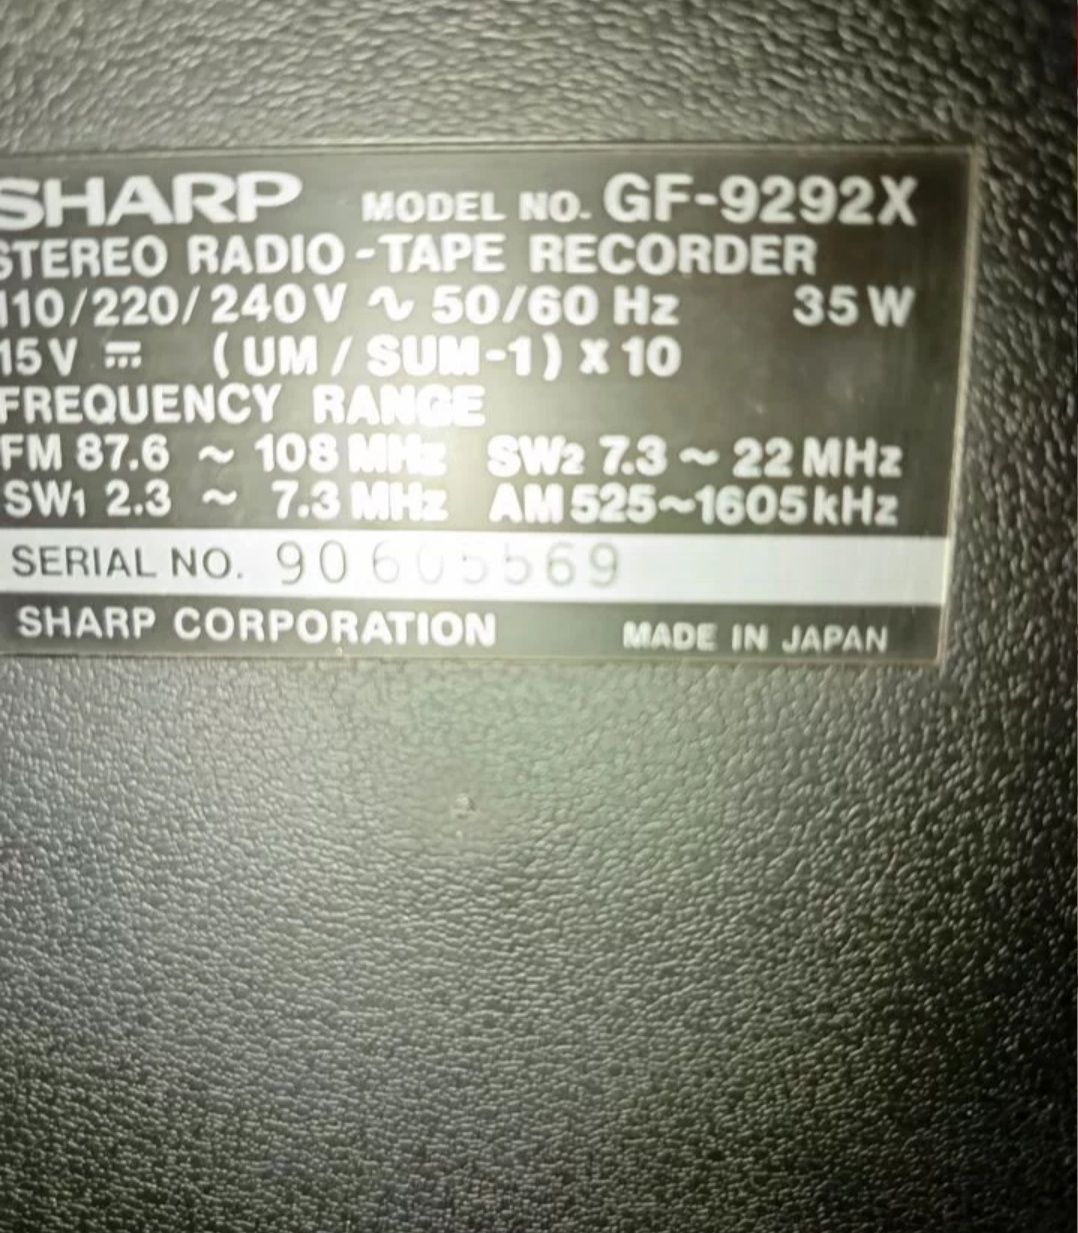 SHARP MODEL NO. GF-9292X
STEREO RADIO-TAPE RECORDER
110/220/240V ∿ 50/60 Hz 35W
15V ⎓ (UM/SUM-1) x 10
FREQUENCY RANGE
FM 87.6 ~ 108 MHz SW2 7.3 ~ 22 MHz
SW1 2.3 ~ 7.3 MHz AM 525~1605 kHz
SERIAL NO.
SHARP CORPORATION MADE IN JAPAN